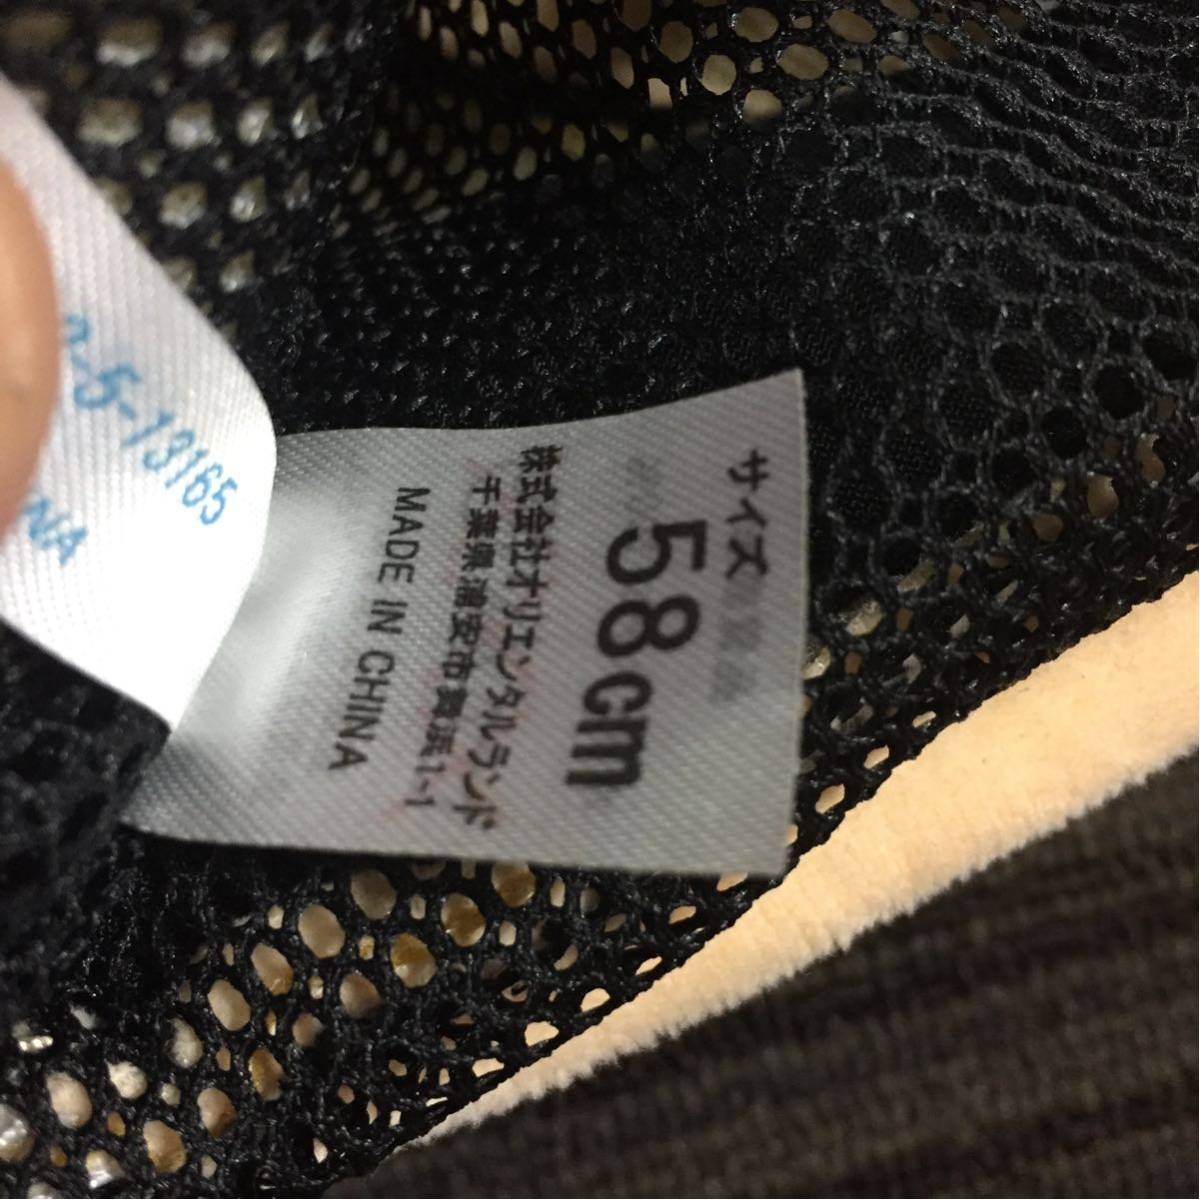 サイズ
58cm
株式会社オリエンタルランド
千葉県浦安市舞浜1-1
MADE IN CHINA
-5-13165